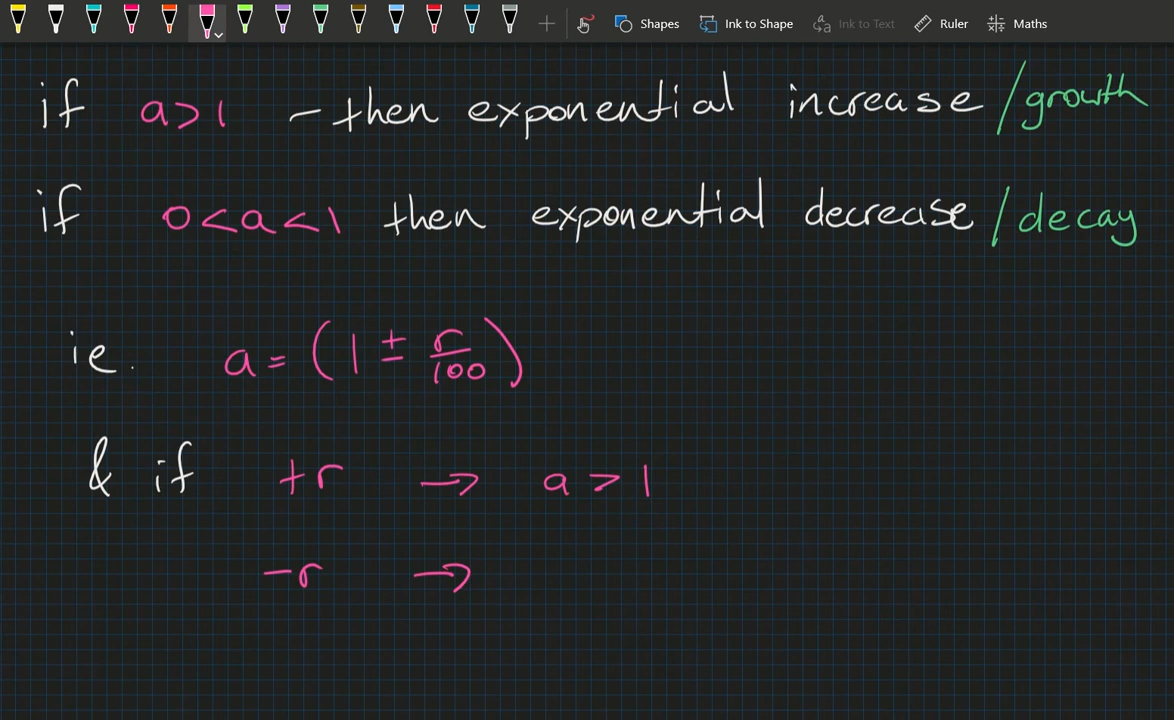 Shapes Ink to Shape Ink to Text Ruler Maths
if a > 1 – then exponential increase / growth
if 0 < a < 1 then exponential decrease / decay
ie. a = (1 ± r/100)
& if +r → a > 1
-r →